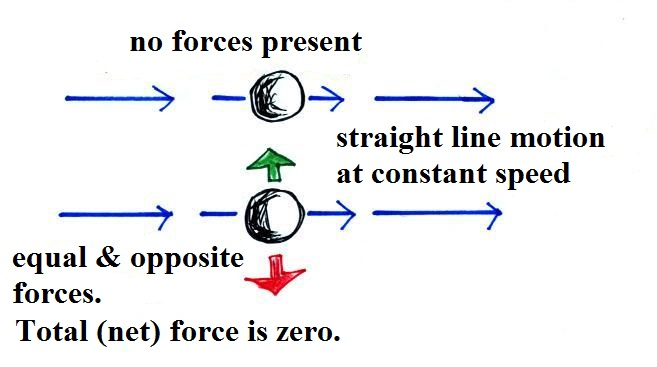 no forces present
straight line motion
at constant speed
equal & opposite
forces.
Total (net) force is zero.